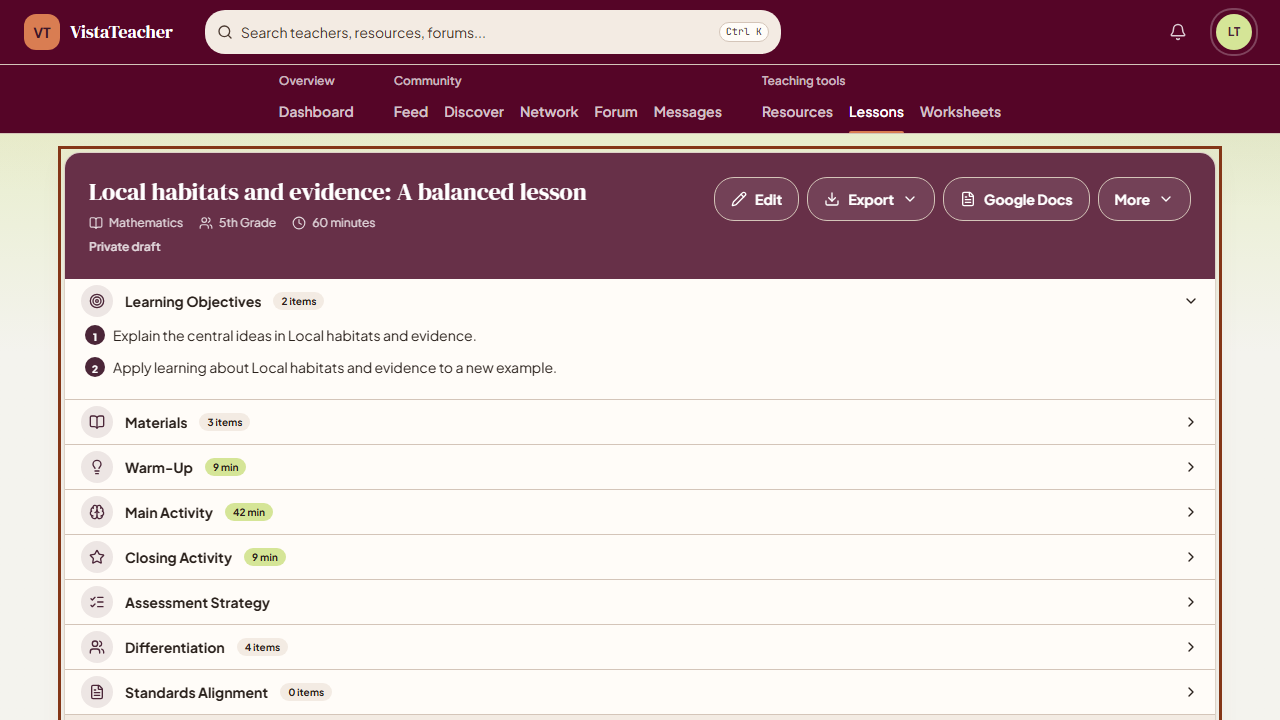 VT VistaTeacher
Search teachers, resources, forums... Ctrl K
LT
Overview
Dashboard
Community
Feed Discover Network Forum Messages
Teaching tools
Resources Lessons Worksheets
Local habitats and evidence: A balanced lesson
Mathematics 5th Grade 60 minutes
Private draft
Edit Export Google Docs More
Learning Objectives 2 items
1 Explain the central ideas in Local habitats and evidence.
2 Apply learning about Local habitats and evidence to a new example.
Materials 3 items
Warm-Up 9 min
Main Activity 42 min
Closing Activity 9 min
Assessment Strategy
Differentiation 4 items
Standards Alignment 0 items